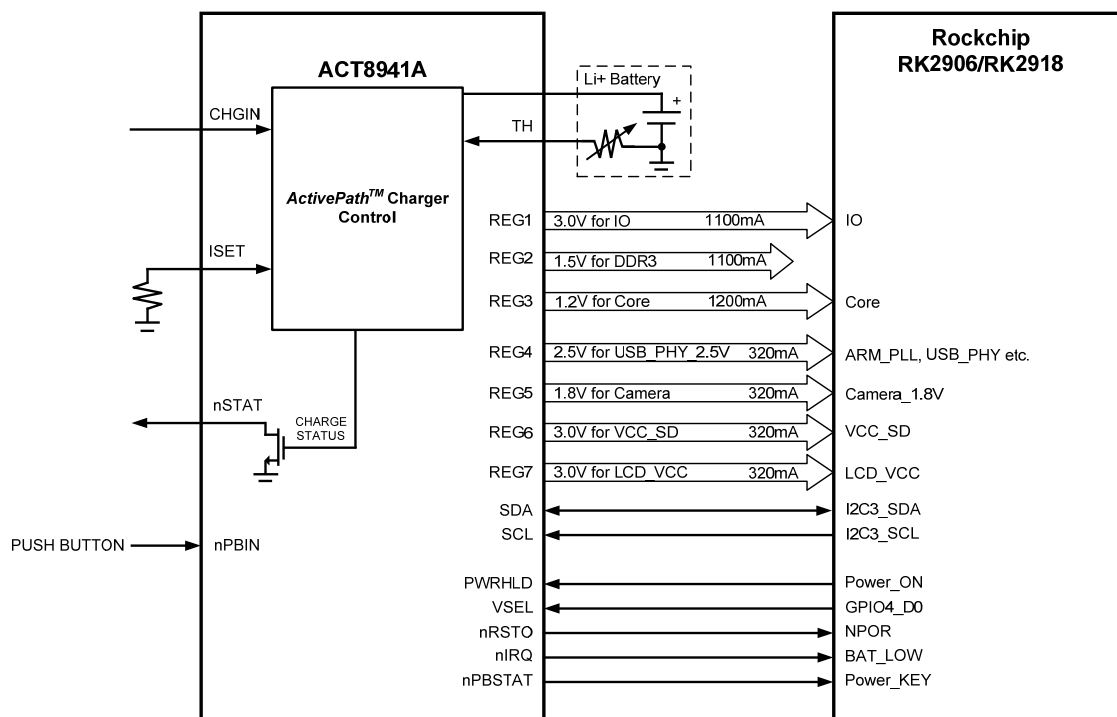 Rockchip
RK2906/RK2918
ACT8941A
Li+ Battery
+
CHGIN
TH
ActivePath™ Charger
Control
ISET
REG1 3.0V for IO 1100mA IO
REG2 1.5V for DDR3 1100mA
REG3 1.2V for Core 1200mA Core
REG4 2.5V for USB_PHY_2.5V 320mA ARM_PLL, USB_PHY etc.
REG5 1.8V for Camera 320mA Camera_1.8V
nSTAT
CHARGE
STATUS
REG6 3.0V for VCC_SD 320mA VCC_SD
REG7 3.0V for LCD_VCC 320mA LCD_VCC
SDA I2C3_SDA
SCL I2C3_SCL
PUSH BUTTON nPBIN
PWRHLD Power_ON
VSEL GPIO4_D0
nRSTO NPOR
nIRQ BAT_LOW
nPBSTAT Power_KEY